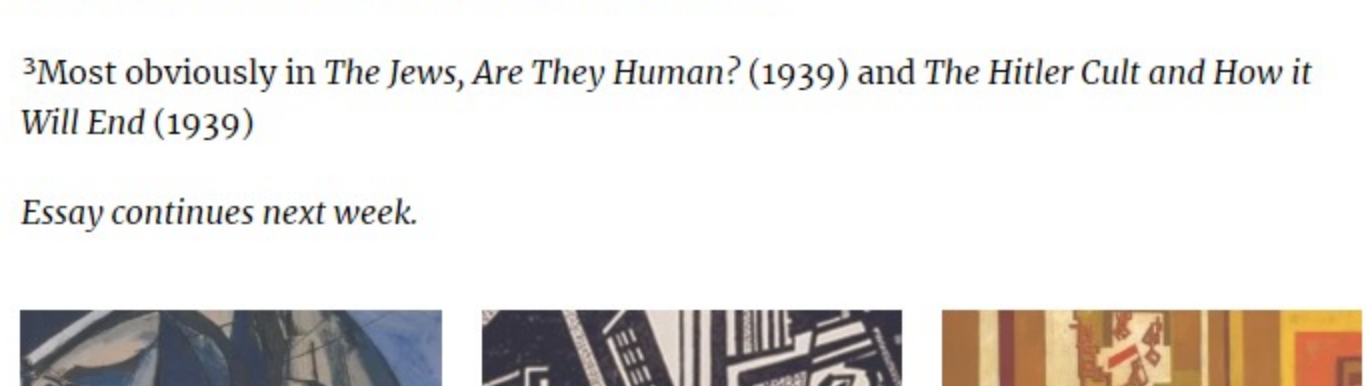 ³Most obviously in The Jews, Are They Human? (1939) and The Hitler Cult and How it
Will End (1939)
Essay continues next week.